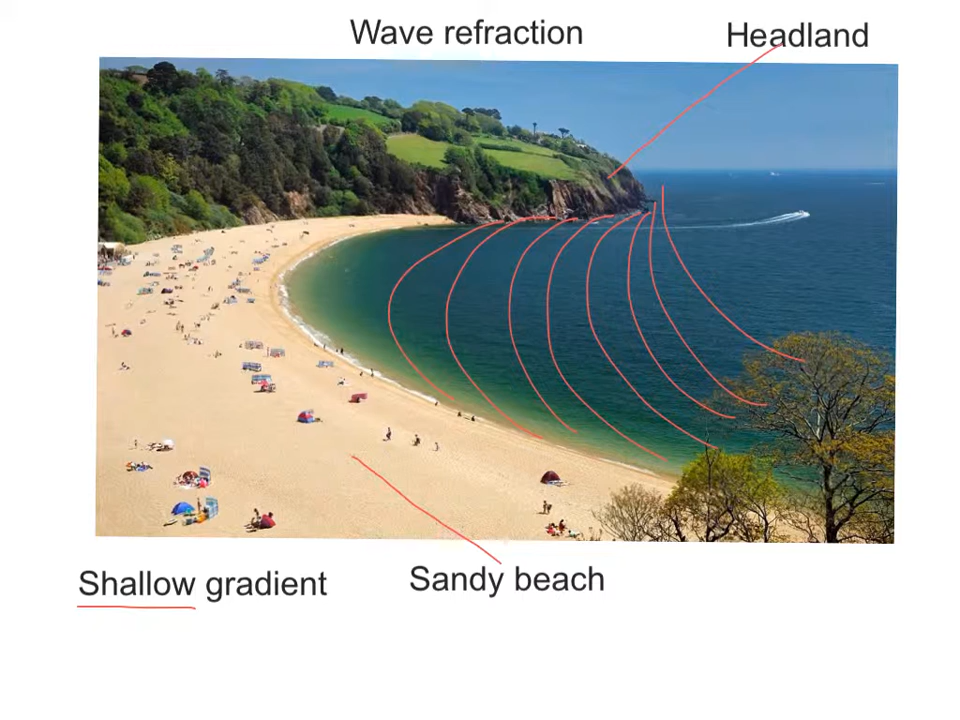 Wave refraction
Headland
Shallow gradient
Sandy beach